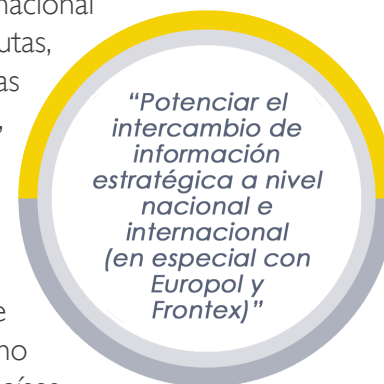 nacional
utas,
as
,
“Potenciar el
intercambio de
información
estratégica a nivel
nacional e
internacional
(en especial con
Europol y
Frontex)”
e
no